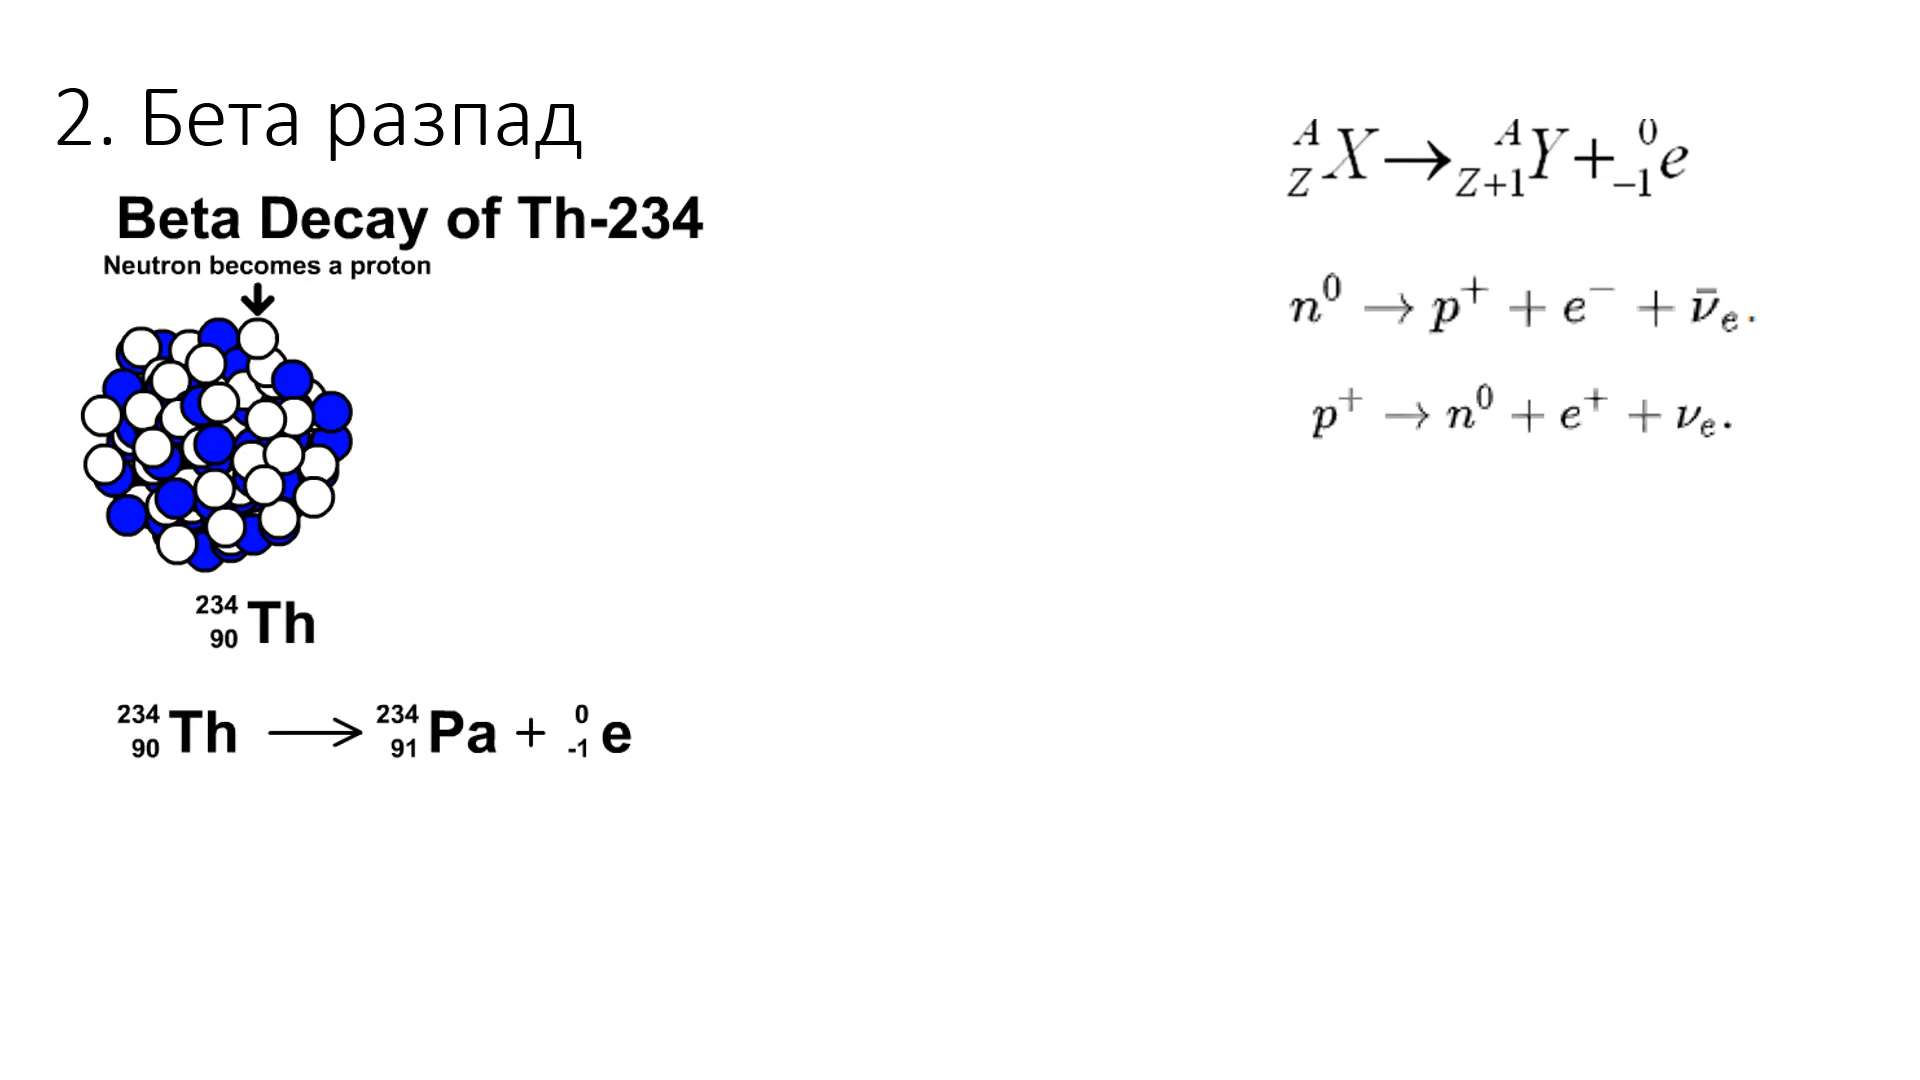 2. Бета разпад
Beta Decay of Th-234
Neutron becomes a proton
²³⁴₉₀Th
²³⁴₉₀Th ⟶ ²³⁴₉₁Pa + ⁰₋₁e
ᴬ_Z X → ᴬ_{Z+1} Y + ⁰₋₁e
n⁰ → p⁺ + e⁻ + ν̄ₑ.
p⁺ → n⁰ + e⁺ + νₑ.